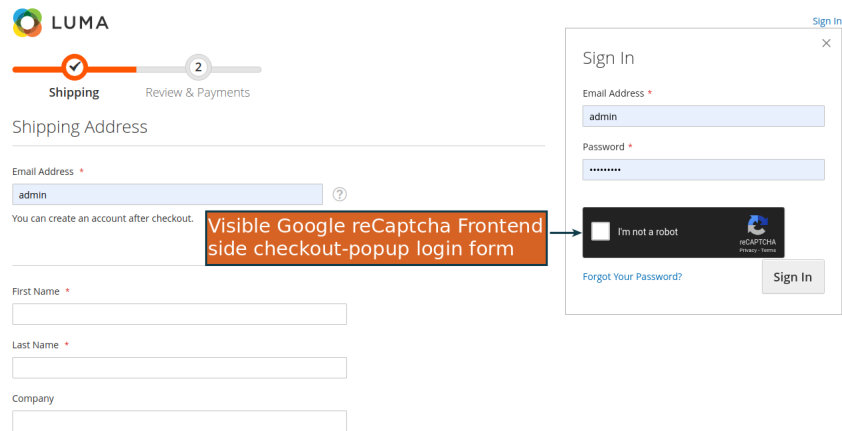 LUMA
Sign In
2
Shipping
Review & Payments
Shipping Address
Email Address *
admin
?
You can create an account after checkout.
First Name *
Last Name *
Company
Visible Google reCaptcha Frontend
side checkout-popup login form
×
Sign In
Email Address *
admin
Password *
•••••••••
I'm not a robot
reCAPTCHA
Privacy - Terms
Forgot Your Password?
Sign In